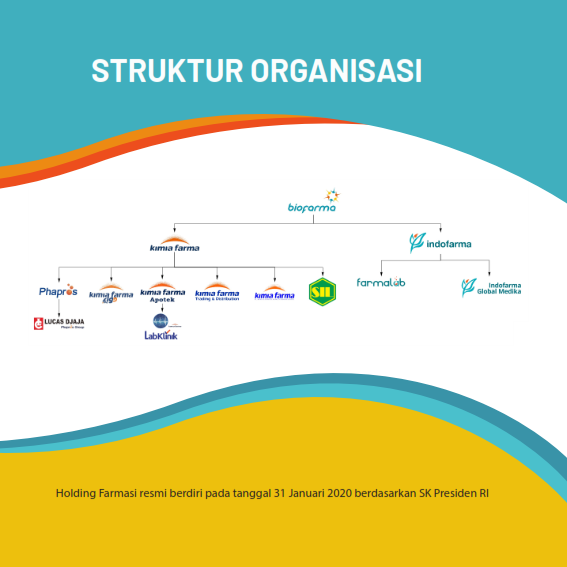 STRUKTUR ORGANISASI
biofarma
kimia farma
indofarma
Phapros
kimia farma
kimia farma
Apotek
kimia farma
Trading & Distribution
kimia farma
farmalab
Indofarma
Global Medika
LUCAS DJAJA
LabKlinik
Holding Farmasi resmi berdiri pada tanggal 31 Januari 2020 berdasarkan SK Presiden RI